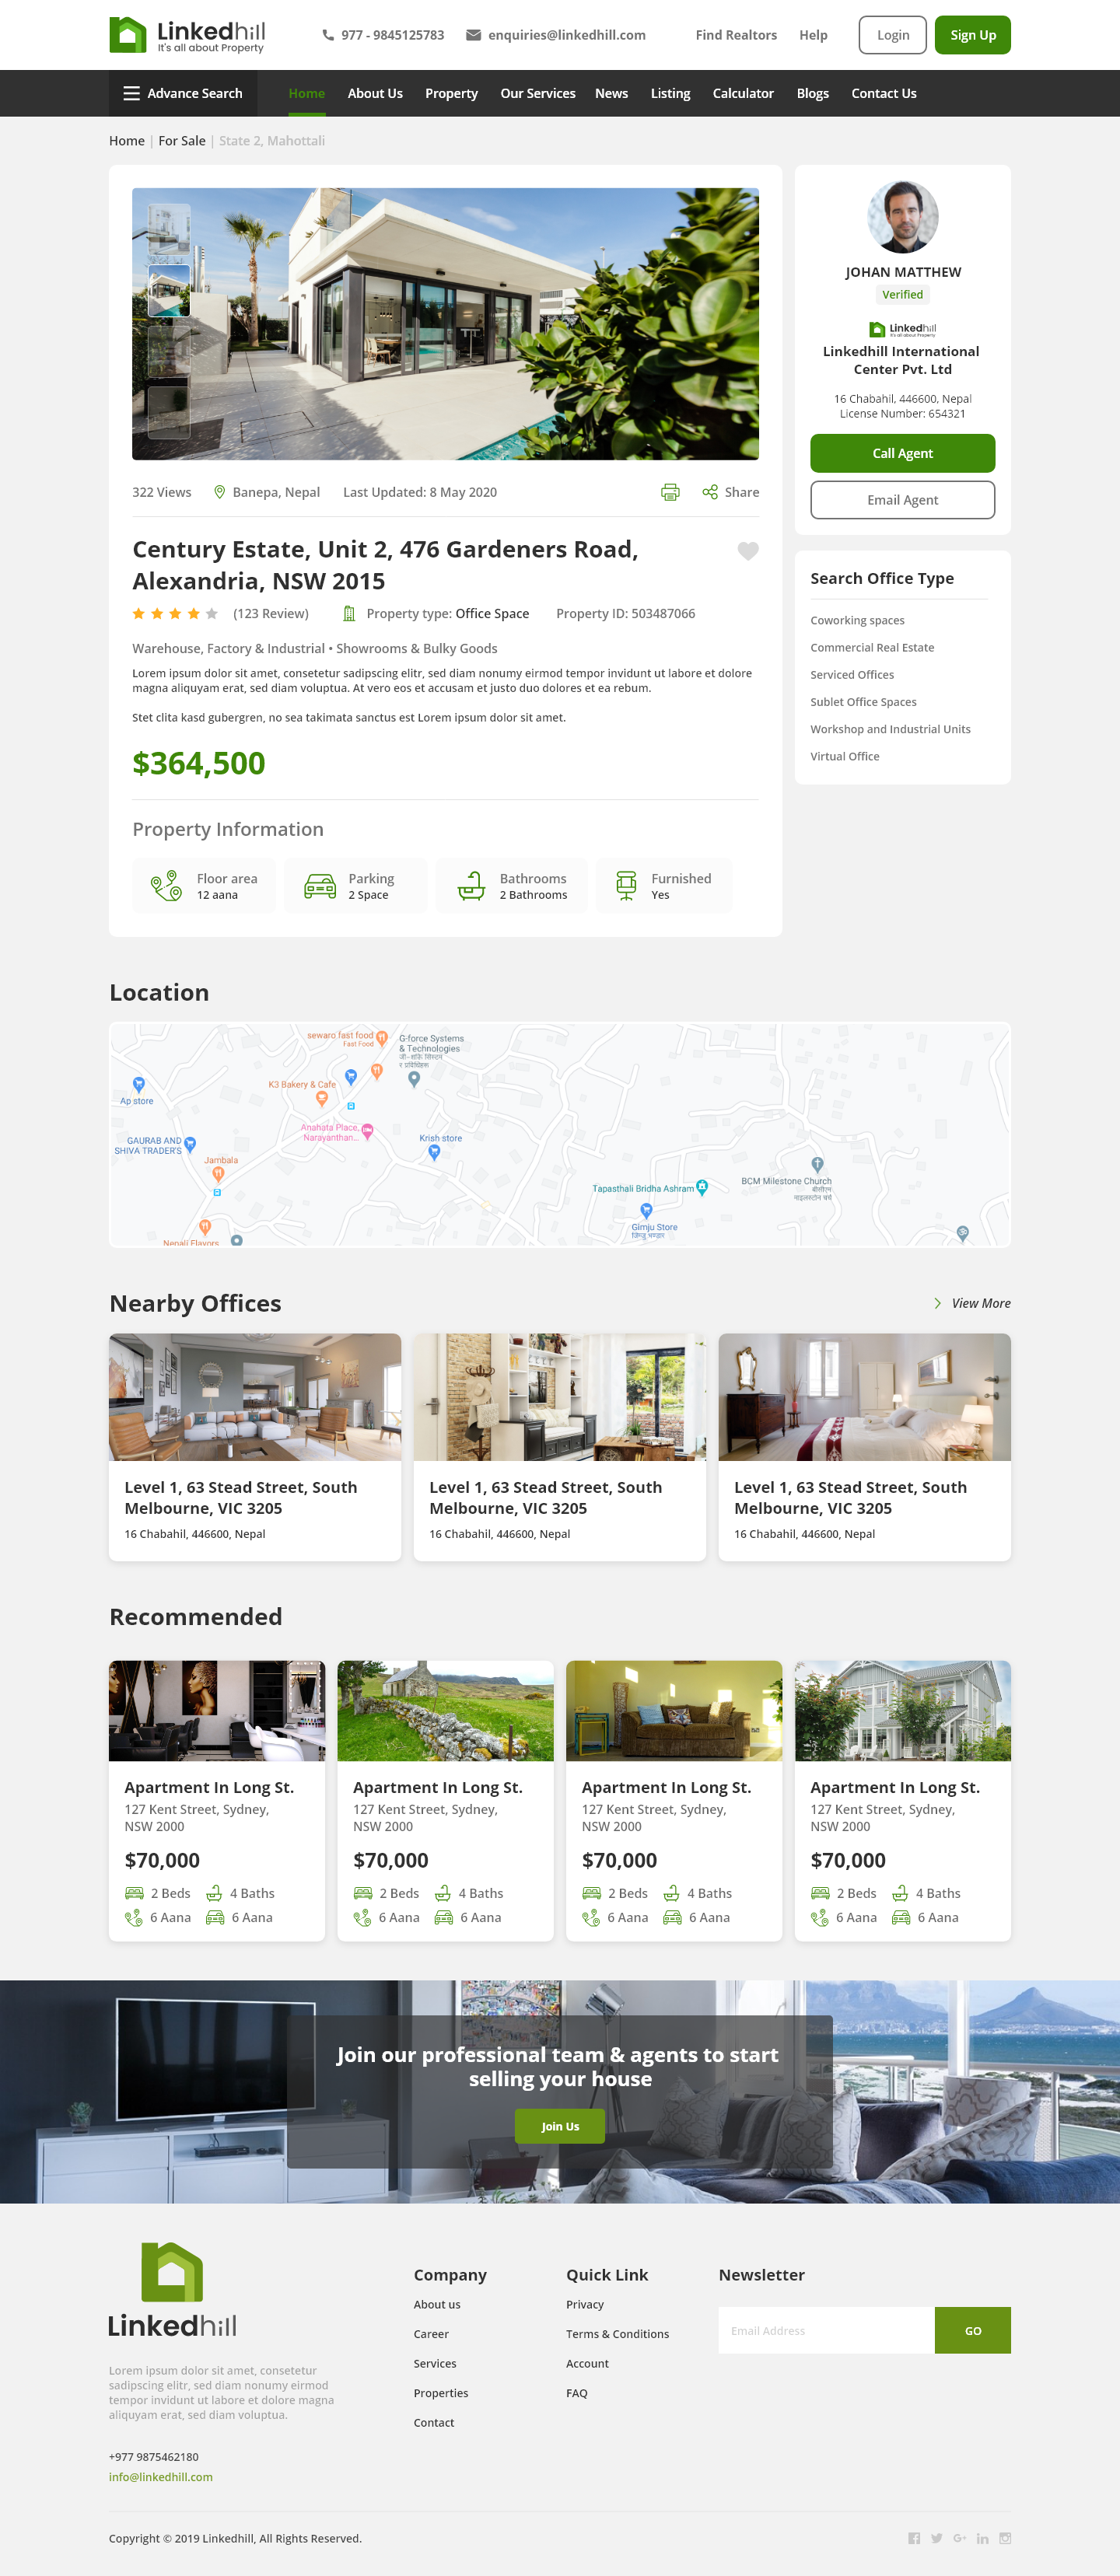 Linkedhill
It's all about Property
977 - 9845125783
enquiries@linkedhill.com
Find Realtors
Help
Login
Sign Up
Advance Search
Home
About Us
Property
Our Services
News
Listing
Calculator
Blogs
Contact Us
Home | For Sale | State 2, Mahottali
322 Views
Banepa, Nepal
Last Updated: 8 May 2020
Share
Century Estate, Unit 2, 476 Gardeners Road,
Alexandria, NSW 2015
(123 Review)
Property type: Office Space
Property ID: 503487066
Warehouse, Factory & Industrial • Showrooms & Bulky Goods
Lorem ipsum dolor sit amet, consetetur sadipscing elitr, sed diam nonumy eirmod tempor invidunt ut labore et dolore
magna aliquyam erat, sed diam voluptua. At vero eos et accusam et justo duo dolores et ea rebum.
Stet clita kasd gubergren, no sea takimata sanctus est Lorem ipsum dolor sit amet.
$364,500
Property Information
Floor area
12 aana
Parking
2 Space
Bathrooms
2 Bathrooms
Furnished
Yes
JOHAN MATTHEW
Verified
Linkedhill
It's all about Property
Linkedhill International
Center Pvt. Ltd
16 Chabahil, 446600, Nepal
License Number: 654321
Call Agent
Email Agent
Search Office Type
Coworking spaces
Commercial Real Estate
Serviced Offices
Sublet Office Spaces
Workshop and Industrial Units
Virtual Office
Location
sewaro fast food
Fast Food
G-force Systems
& Technologies
जी-शर्कि सिस्टम
र प्रविधिहरू
K3 Bakery & Cafe
Ap store
Anahata Place,
Narayanthan...
Krish store
GAURAB AND
SHIVA TRADER'S
Jambala
Tapasthali Bridha Ashram
BCM Milestone Church
बीसीएम
माइलस्टोन चर्च
Gimju Store
जिम्जु भण्डार
Nepali Flavors
Nearby Offices
View More
Level 1, 63 Stead Street, South
Melbourne, VIC 3205
16 Chabahil, 446600, Nepal
Level 1, 63 Stead Street, South
Melbourne, VIC 3205
16 Chabahil, 446600, Nepal
Level 1, 63 Stead Street, South
Melbourne, VIC 3205
16 Chabahil, 446600, Nepal
Recommended
Apartment In Long St.
127 Kent Street, Sydney,
NSW 2000
$70,000
2 Beds
4 Baths
6 Aana
6 Aana
Apartment In Long St.
127 Kent Street, Sydney,
NSW 2000
$70,000
2 Beds
4 Baths
6 Aana
6 Aana
Apartment In Long St.
127 Kent Street, Sydney,
NSW 2000
$70,000
2 Beds
4 Baths
6 Aana
6 Aana
Apartment In Long St.
127 Kent Street, Sydney,
NSW 2000
$70,000
2 Beds
4 Baths
6 Aana
6 Aana
Join our professional team & agents to start
selling your house
Join Us
Linkedhill
Lorem ipsum dolor sit amet, consetetur
sadipscing elitr, sed diam nonumy eirmod
tempor invidunt ut labore et dolore magna
aliquyam erat, sed diam voluptua.
+977 9875462180
info@linkedhill.com
Company
About us
Career
Services
Properties
Contact
Quick Link
Privacy
Terms & Conditions
Account
FAQ
Newsletter
Email Address
GO
Copyright © 2019 Linkedhill, All Rights Reserved.